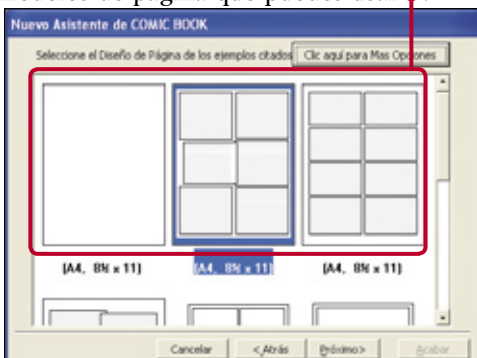 Nuevo Asistente de COMIC BOOK
Seleccione el Diseño de Página de los ejemplos citados
Clic aquí para Mas Opciones
(A4, 8½ x 11)
(A4, 8½ x 11)
(A4, 8½ x 11)
Cancelar
< Atrás
Próximo >
Acabar